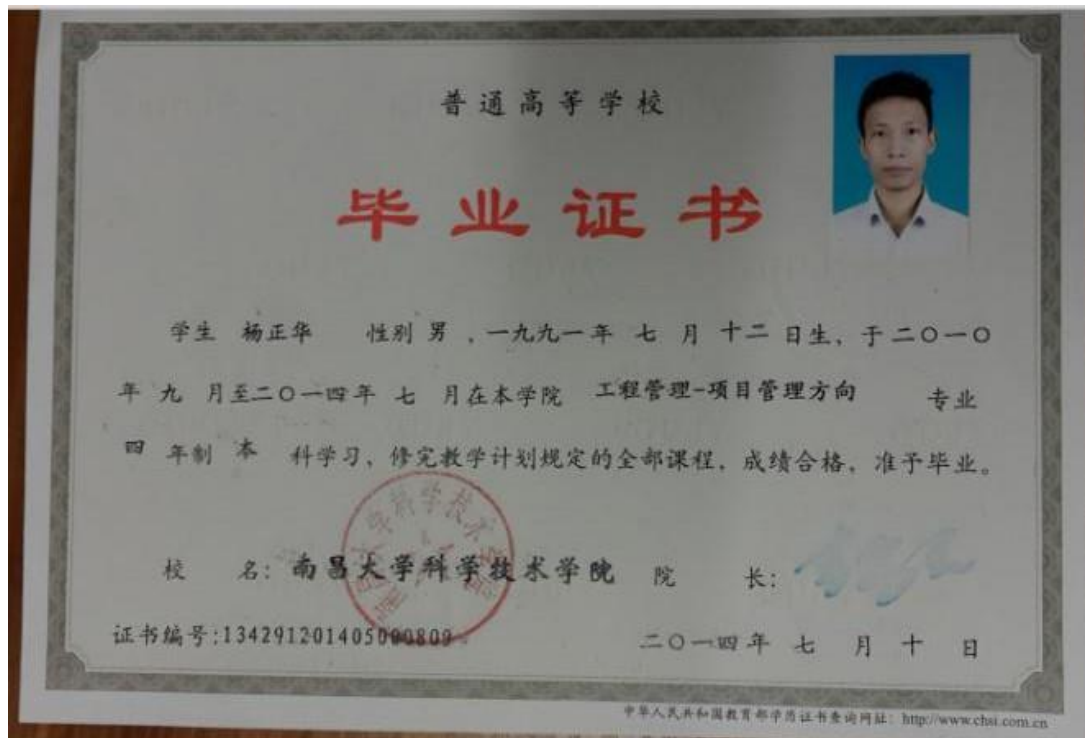 普通高等学校
毕业证书
学生 杨正华 性别 男 ，一九九一年 七 月 十二 日生，于二〇一〇
年 九 月至二〇一四年 七 月在本学院 工程管理-项目管理方向 专业
四 年制 本 科学习，修完教学计划规定的全部课程，成绩合格，准予毕业。
校 名：南昌大学科学技术学院 院 长：
证书编号:134291201405000809 二〇一四年 七 月 十 日
中华人民共和国教育部学历证书查询网址：http://www.chsi.com.cn